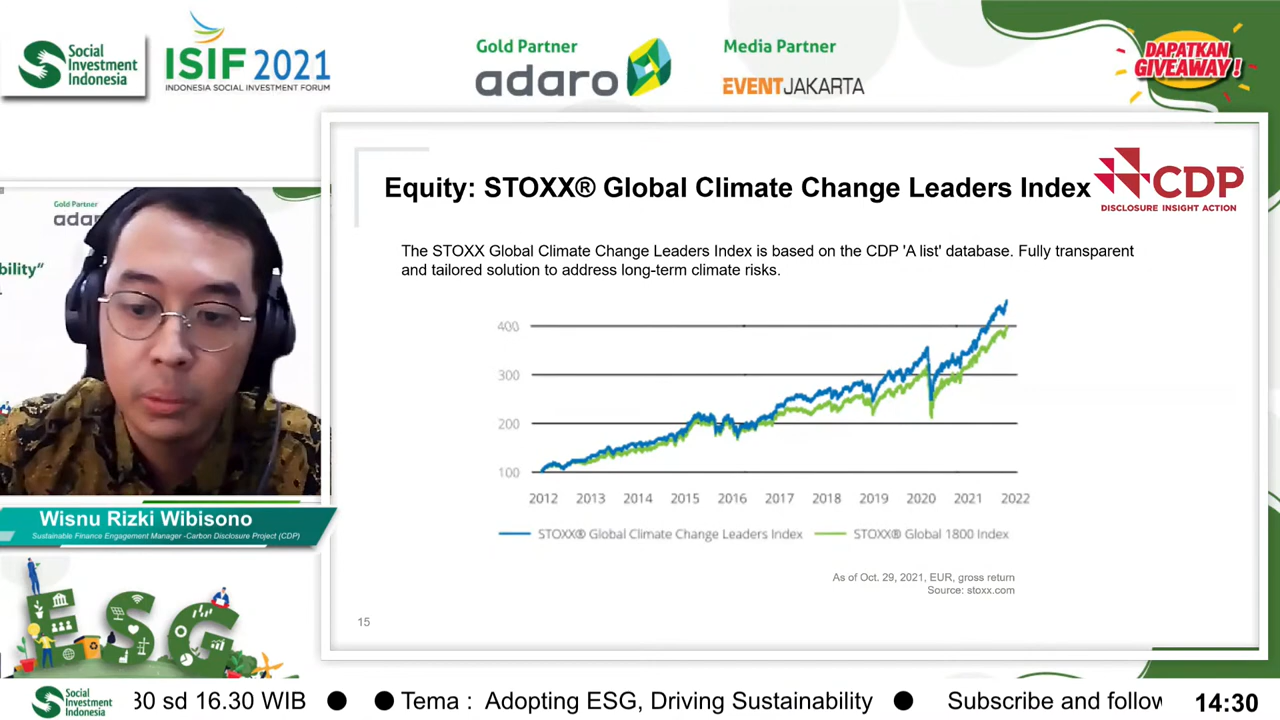 Social
Investment
Indonesia
ISIF 2021
INDONESIA SOCIAL INVESTMENT FORUM
Gold Partner
adaro
Media Partner
EVENTJAKARTA
DAPATKAN
GIVEAWAY !
Gold Partner
adaro
bility"
Equity: STOXX® Global Climate Change Leaders Index
CDP
DISCLOSURE INSIGHT ACTION
The STOXX Global Climate Change Leaders Index is based on the CDP 'A list' database. Fully transparent
and tailored solution to address long-term climate risks.
400
300
200
100
2012 2013 2014 2015 2016 2017 2018 2019 2020 2021 2022
STOXX® Global Climate Change Leaders Index STOXX® Global 1800 Index
As of Oct. 29, 2021, EUR, gross return
Source: stoxx.com
15
Wisnu Rizki Wibisono
Sustainable Finance Engagement Manager -Carbon Disclosure Project (CDP)
ESG
Social
Investment
Indonesia
30 sd 16.30 WIB ● ● Tema : Adopting ESG, Driving Sustainability ● Subscribe and follow
14:30